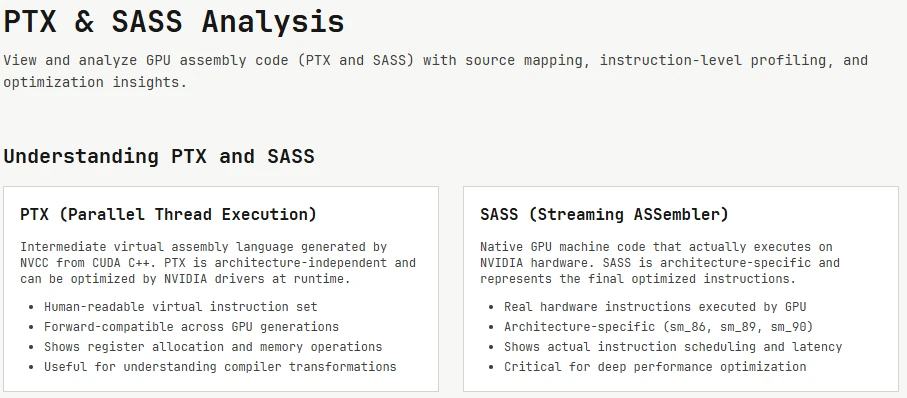 PTX & SASS Analysis
View and analyze GPU assembly code (PTX and SASS) with source mapping, instruction-level profiling, and
optimization insights.
Understanding PTX and SASS
PTX (Parallel Thread Execution)
Intermediate virtual assembly language generated by
NVCC from CUDA C++. PTX is architecture-independent and
can be optimized by NVIDIA drivers at runtime.
• Human-readable virtual instruction set
• Forward-compatible across GPU generations
• Shows register allocation and memory operations
• Useful for understanding compiler transformations
SASS (Streaming ASSembler)
Native GPU machine code that actually executes on
NVIDIA hardware. SASS is architecture-specific and
represents the final optimized instructions.
• Real hardware instructions executed by GPU
• Architecture-specific (sm_86, sm_89, sm_90)
• Shows actual instruction scheduling and latency
• Critical for deep performance optimization